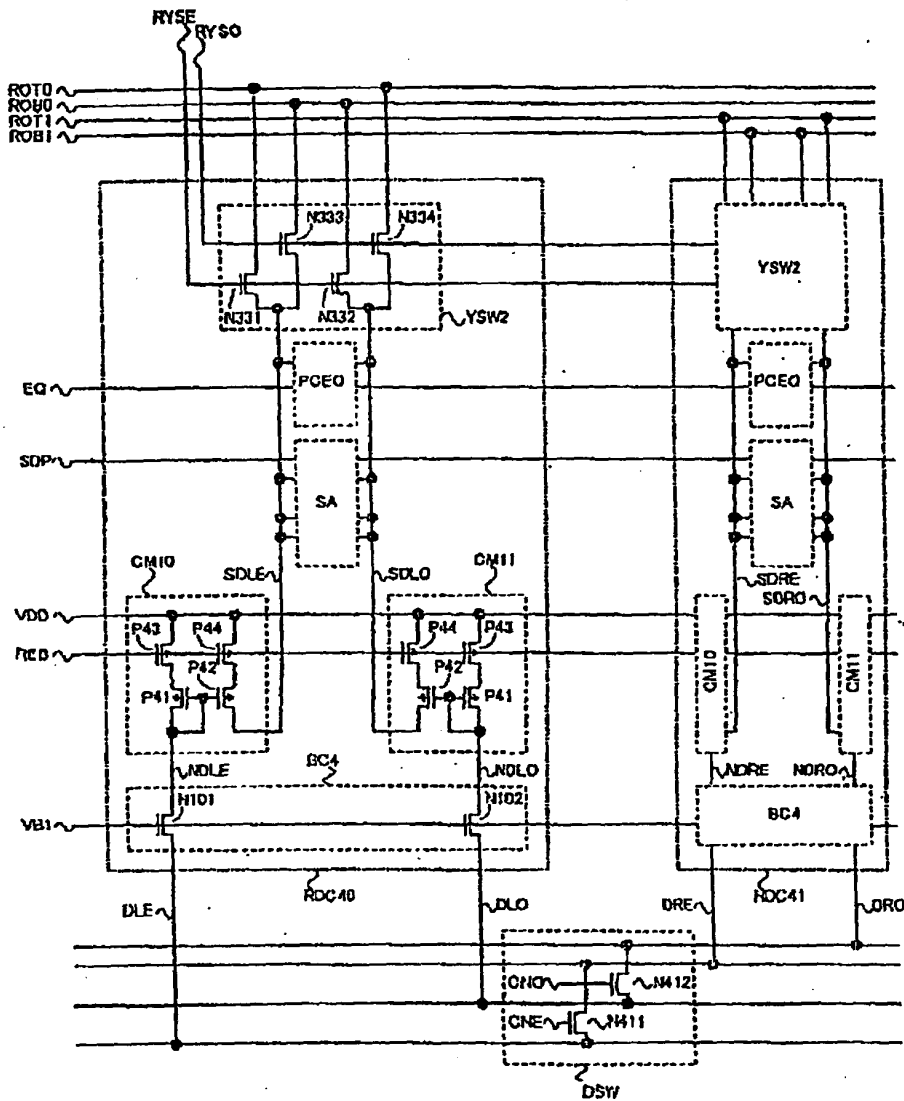 RYSE
RYSO
ROT0
ROB0
ROT1
ROB1
N333
N334
N331
N332
YSW2
YSW2
EQ
PCEQ
PCEQ
SDP
SA
SA
CM10
SDLE
SDLO
CM11
SDRE
SDRO
VDD
P43
P44
P44
P43
REB
P42
P42
P41
P41
CM10
CM11
NDLE
BC4
NDLO
NDRE
NDRO
N101
N102
VB1
BC4
RDC40
RDC41
DLE
DLO
DRE
DRO
CNO
N412
CNE
N411
DSW